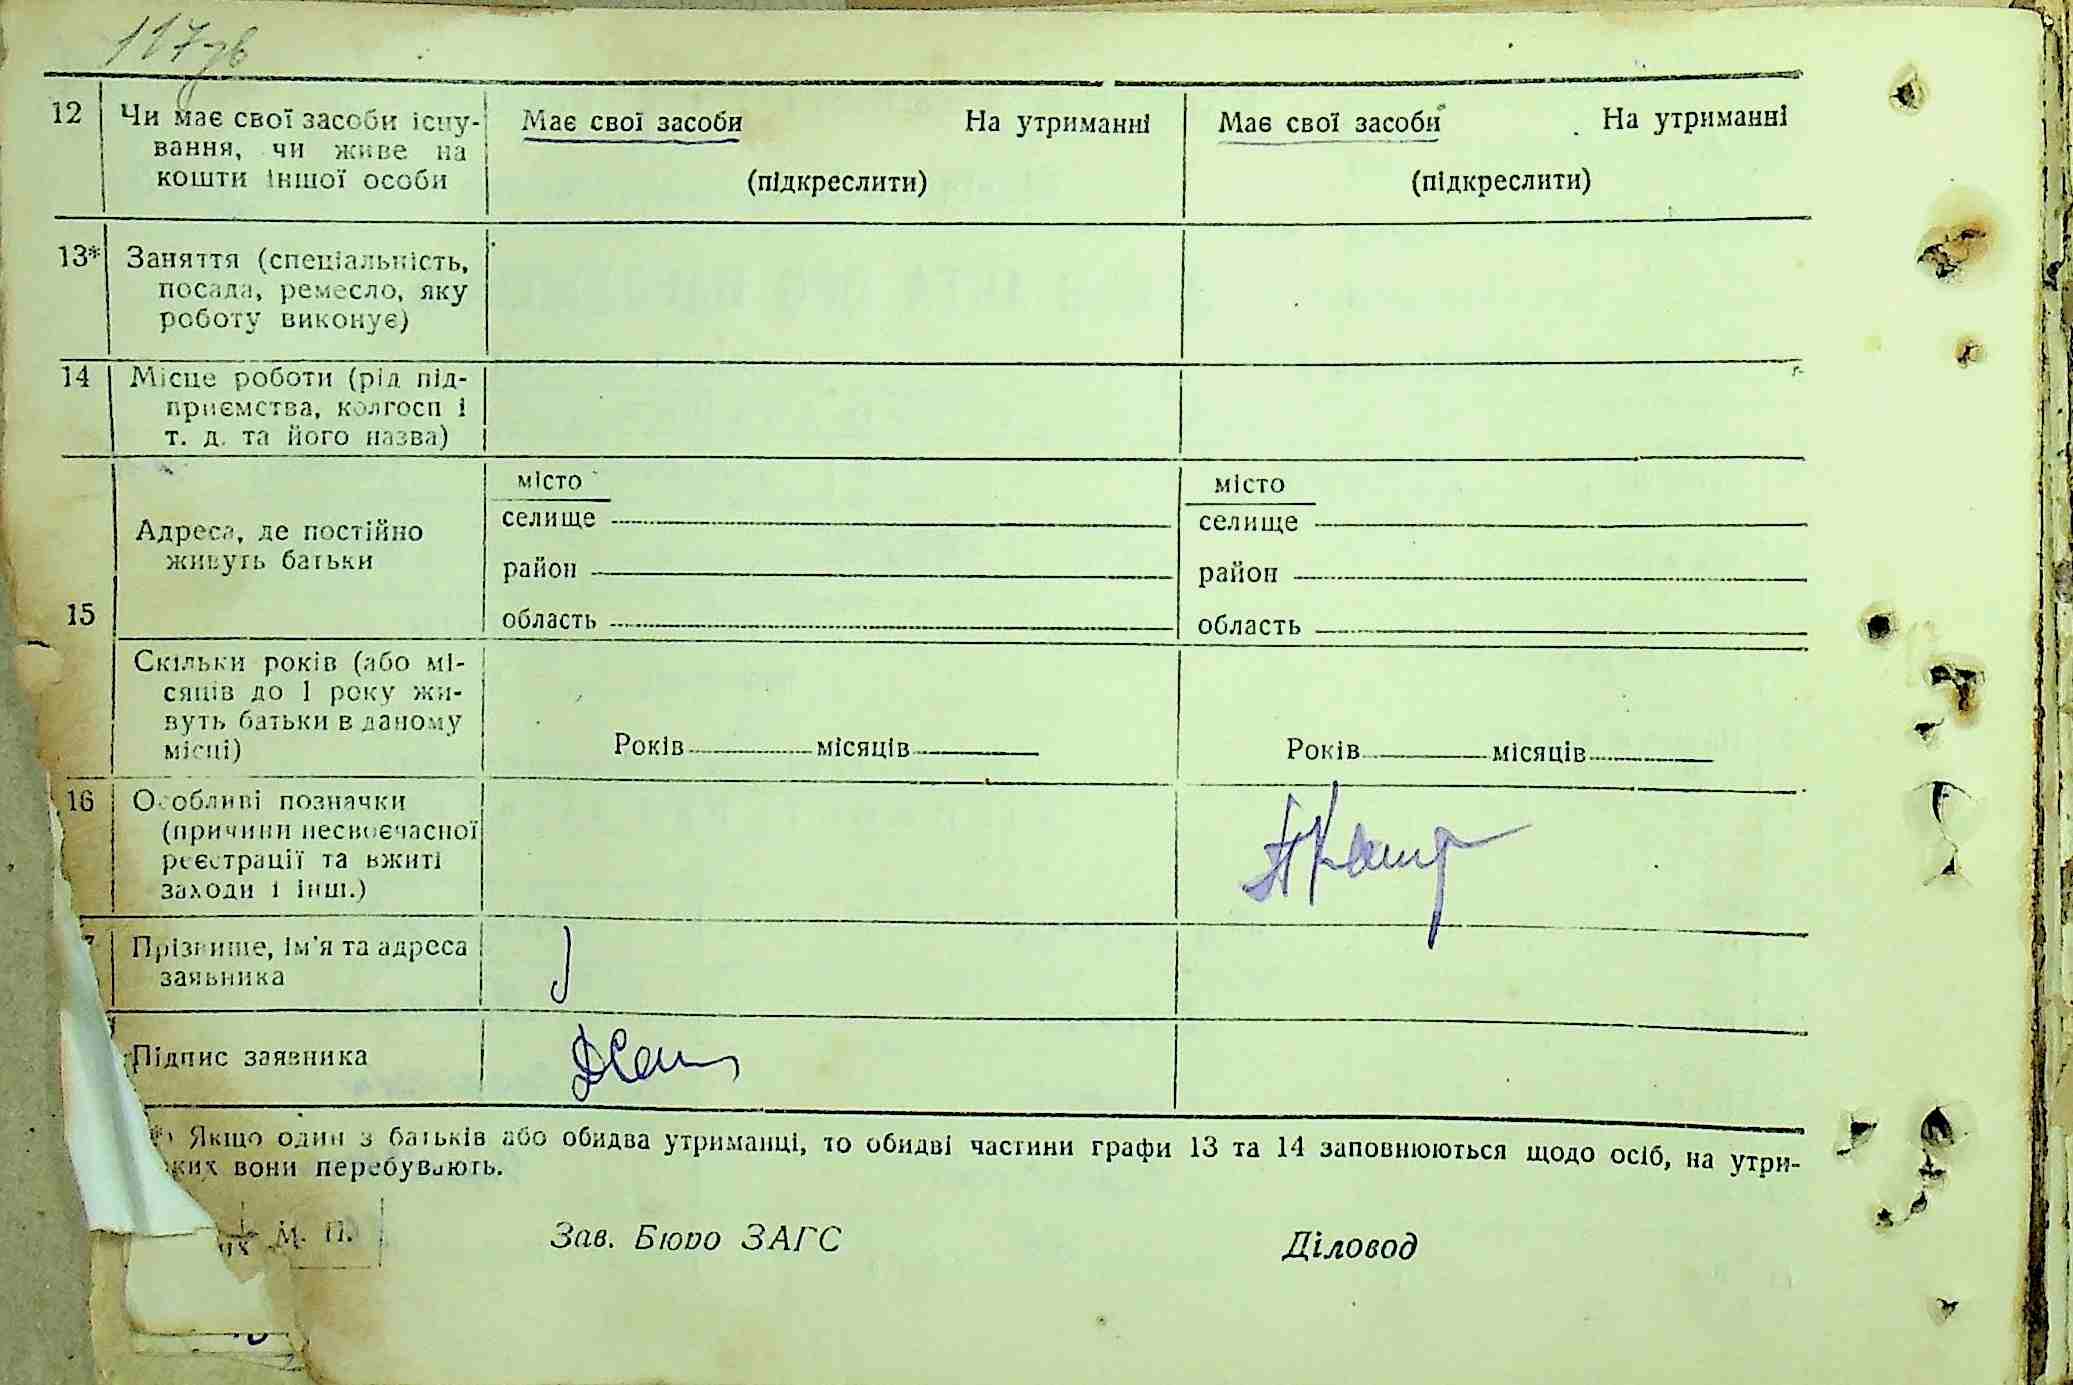 117зв
12 Чи має свої засоби існу- Має свої засоби На утриманні Має свої засоби На утриманні
вання, чи живе на
кошти іншої особи (підкреслити) (підкреслити)
13* Заняття (спеціальність,
посада, ремесло, яку
роботу виконує)
14 Місце роботи (рід під-
приємства, колгосп і
т. д. та його назва)
місто місто
селище селище
Адреса, де постійно
живуть батьки
район район
15
область область
Скільки років (або мі-
сяців до 1 року жи-
вуть батьки в даному
місці) Років місяців Років місяців
16 Особливі позначки
(причини несвоєчасної
реєстрації та вжиті
заходи і інш.)
7 Прізвище, ім'я та адреса
заявника
Підпис заявника
*) Якщо один з батьків або обидва утриманці, то обидві частини графи 13 та 14 заповнюються щодо осіб, на утри-
яких вони перебувають.
М. П. Зав. Бюро ЗАГС Діловод